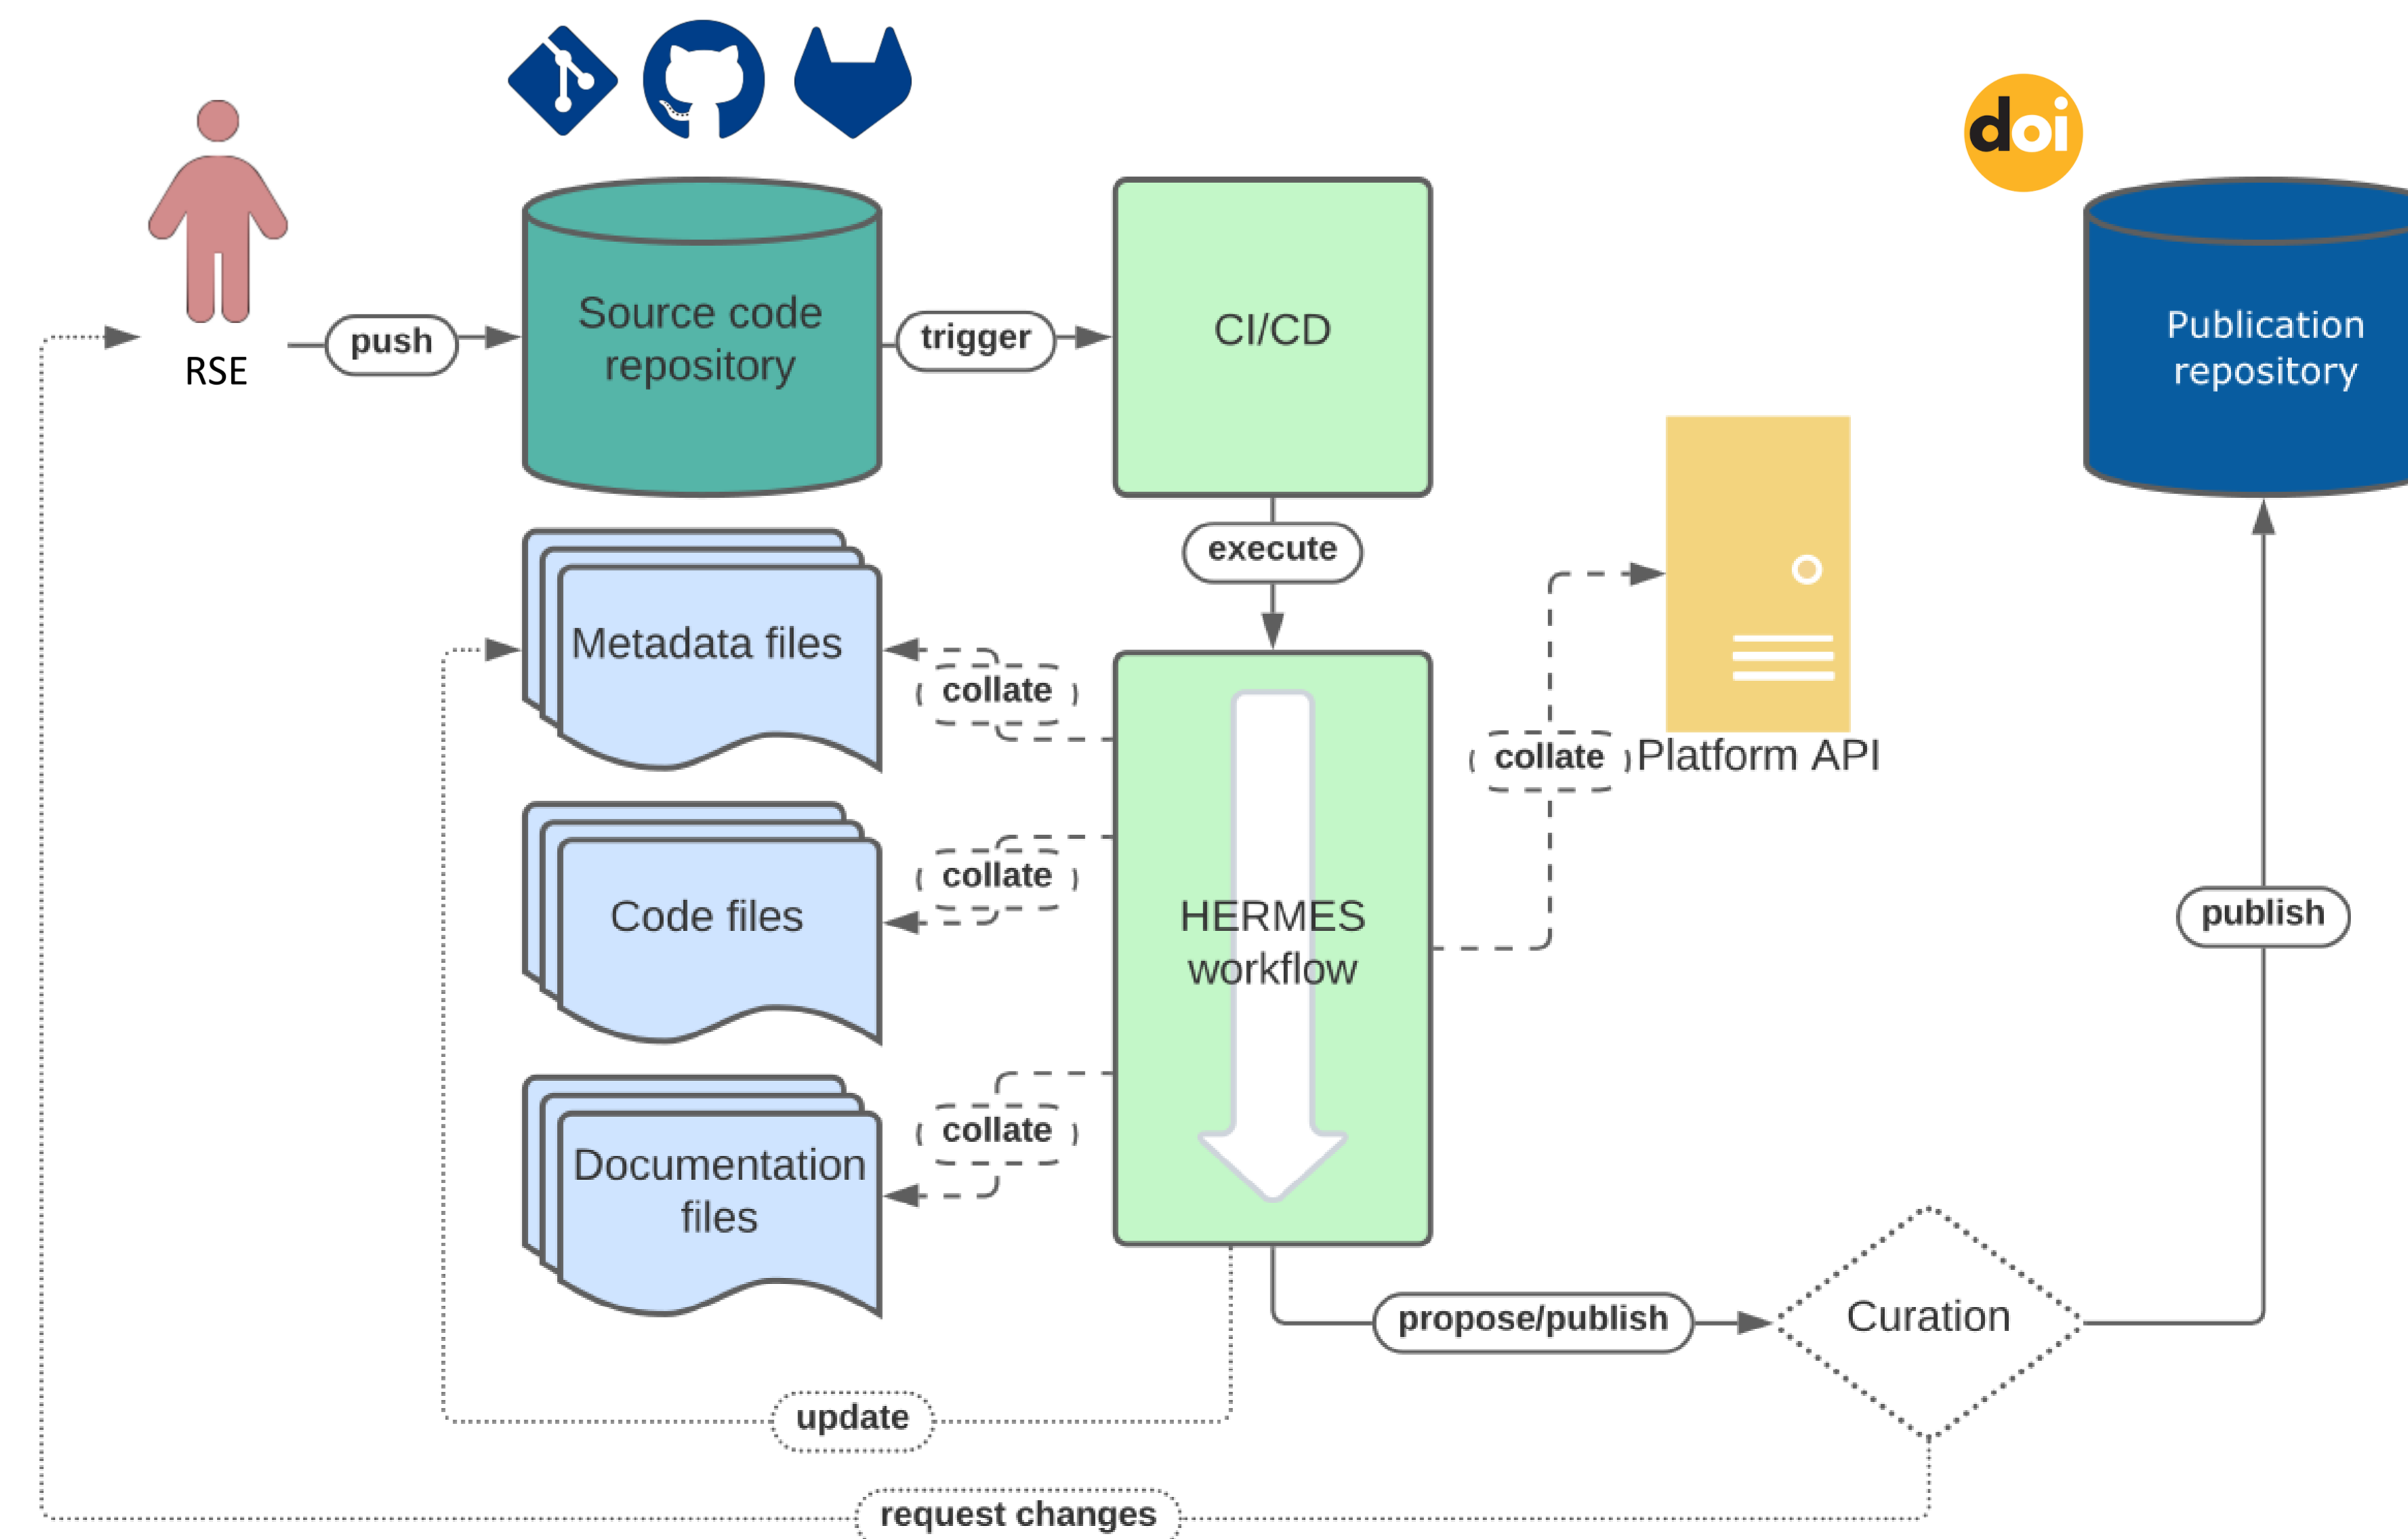 doi
RSE
push
Source code
repository
trigger
CI/CD
Publication
repository
execute
Metadata files
collate
collate
Platform API
Code files
collate
HERMES
workflow
publish
Documentation
files
collate
propose/publish
Curation
update
request changes